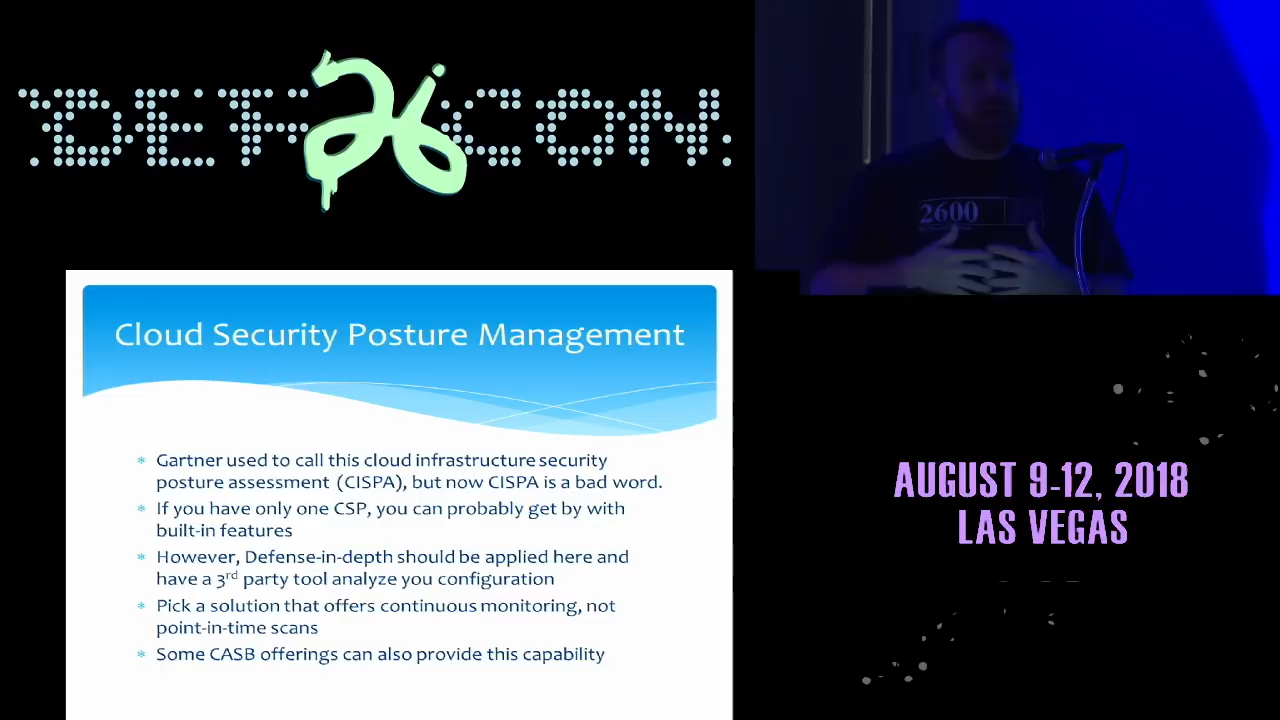 DEF 26 CON
2600
Cloud Security Posture Management
Gartner used to call this cloud infrastructure security
posture assessment (CISPA), but now CISPA is a bad word.
If you have only one CSP, you can probably get by with
built-in features
However, Defense-in-depth should be applied here and
have a 3rd party tool analyze you configuration
Pick a solution that offers continuous monitoring, not
point-in-time scans
Some CASB offerings can also provide this capability
AUGUST 9-12, 2018
LAS VEGAS